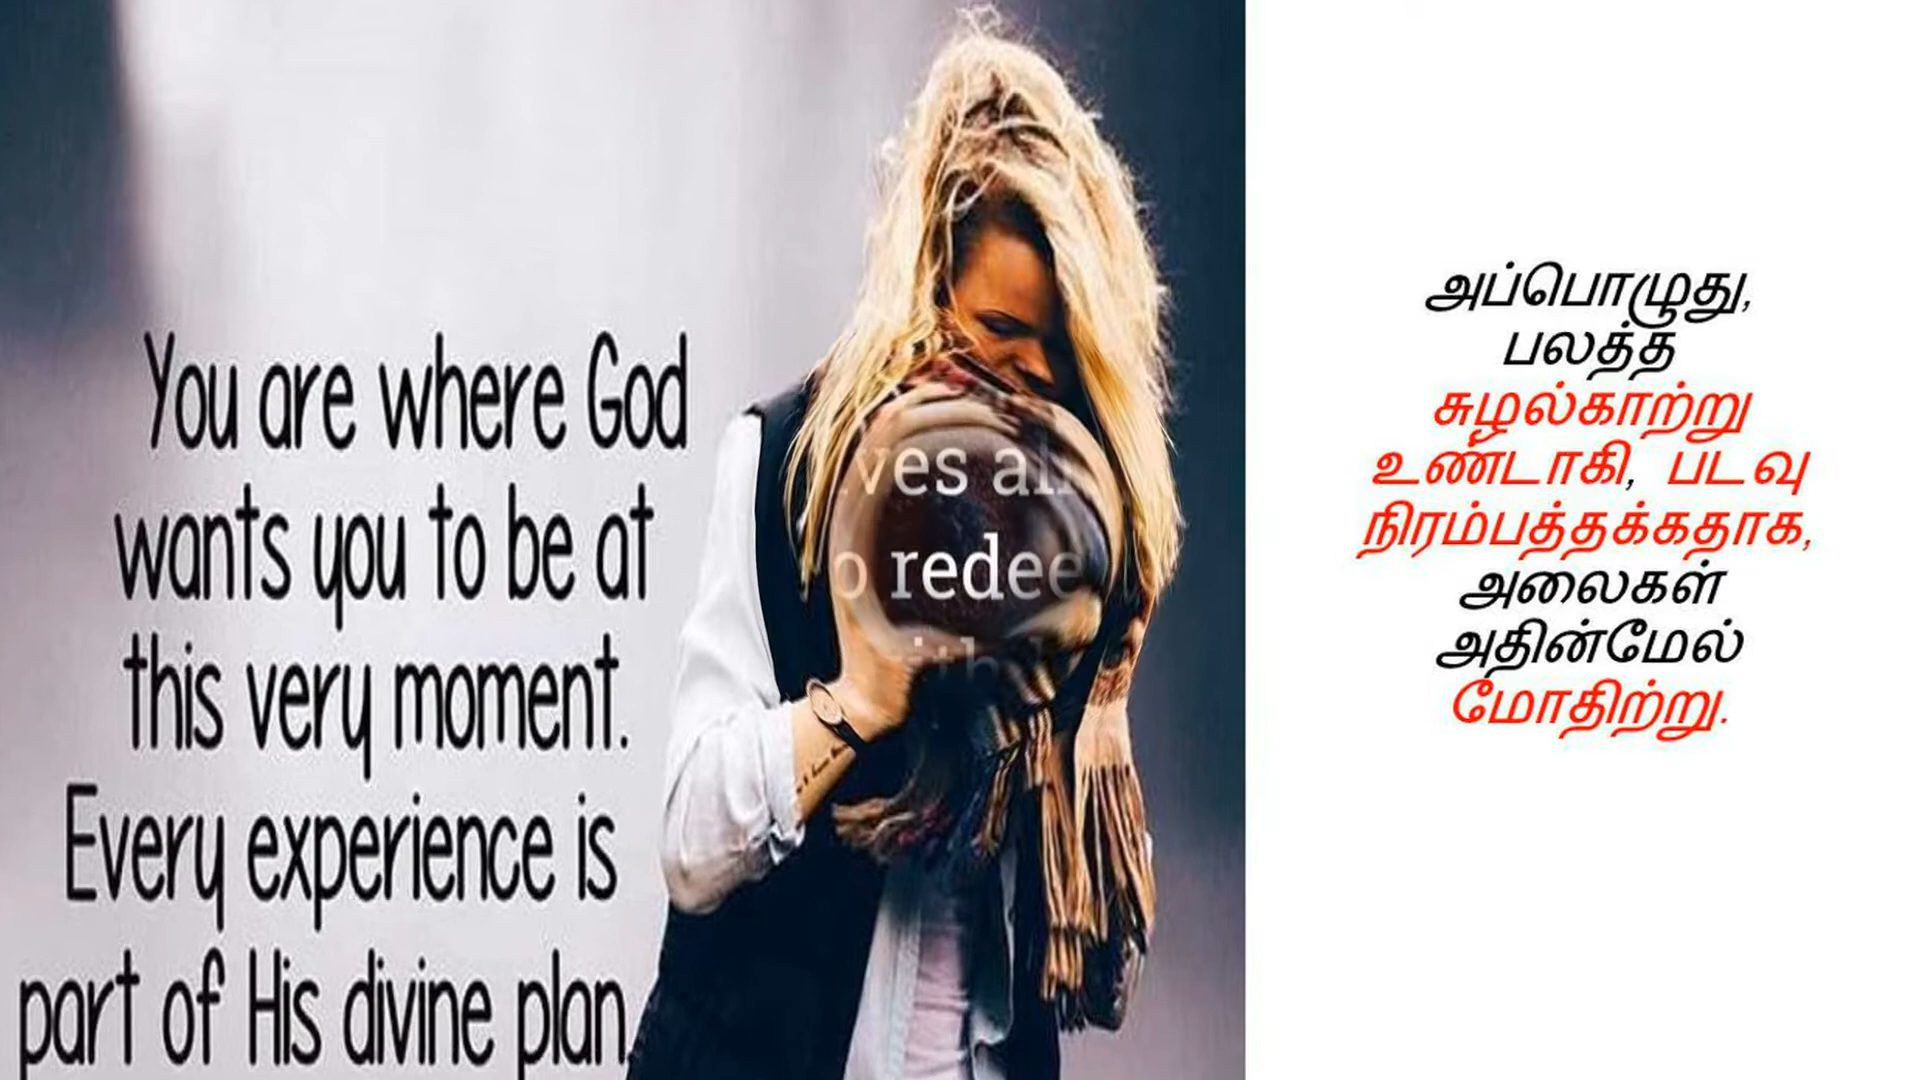 You are where God
wants you to be at
this very moment.
Every experience is
part of His divine plan.
redee
அப்பொழுது,
பலத்த
சுழல்காற்று
உண்டாகி, படவு
நிரம்பத்தக்கதாக,
அலைகள்
அதின்மேல்
மோதிற்று.